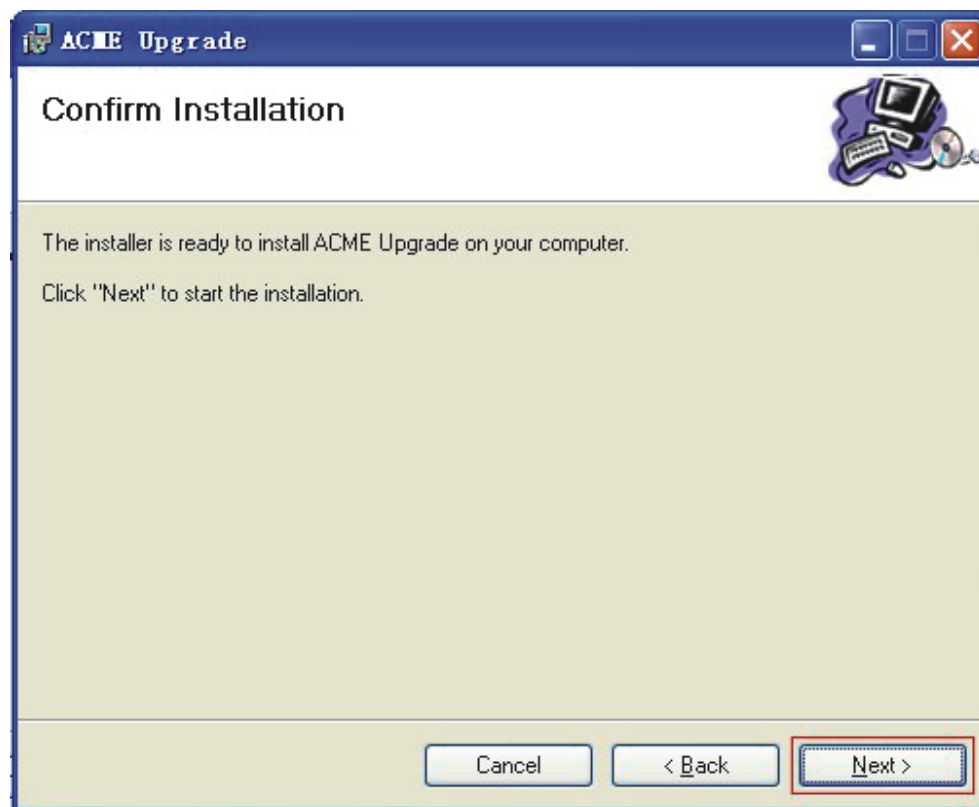 ACME Upgrade
Confirm Installation
The installer is ready to install ACME Upgrade on your computer.
Click "Next" to start the installation.
Cancel
< Back
Next >